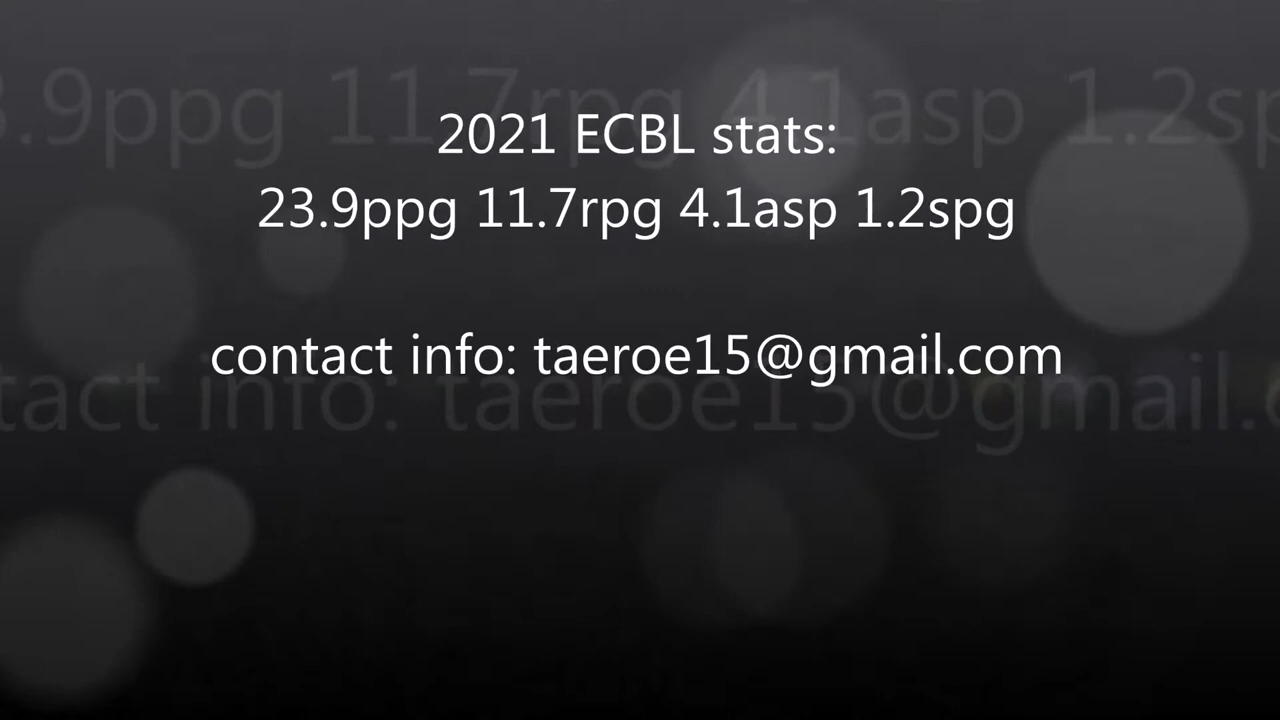 2021 ECBL stats:
23.9ppg 11.7rpg 4.1asp 1.2spg
contact info: taeroe15@gmail.com